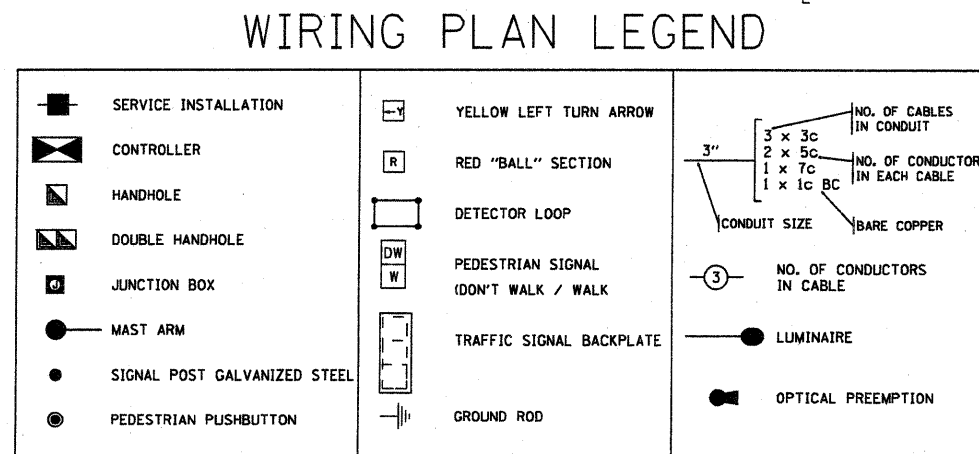 WIRING PLAN LEGEND
SERVICE INSTALLATION
CONTROLLER
HANDHOLE
DOUBLE HANDHOLE
J JUNCTION BOX
MAST ARM
SIGNAL POST GALVANIZED STEEL
PEDESTRIAN PUSHBUTTON
←Y YELLOW LEFT TURN ARROW
R RED "BALL" SECTION
DETECTOR LOOP
DW
W
PEDESTRIAN SIGNAL
(DON'T WALK / WALK
TRAFFIC SIGNAL BACKPLATE
GROUND ROD
3"
3 x 3c
2 x 5c
1 x 7c
1 x 1c BC
NO. OF CABLES
IN CONDUIT
NO. OF CONDUCTOR
IN EACH CABLE
CONDUIT SIZE
BARE COPPER
3
NO. OF CONDUCTORS
IN CABLE
LUMINAIRE
OPTICAL PREEMPTION